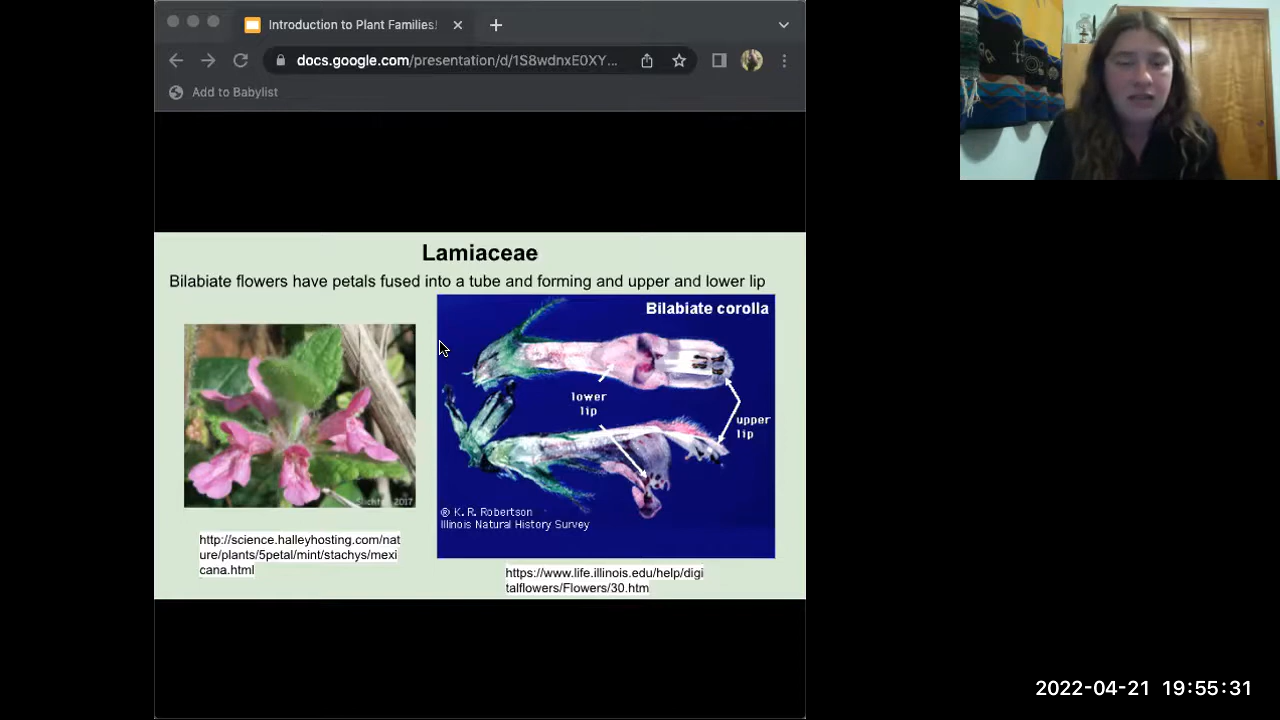 Introduction to Plant Families!
docs.google.com/presentation/d/1S8wdnxE0XY...
Add to Babylist
Lamiaceae
Bilabiate flowers have petals fused into a tube and forming and upper and lower lip
Bilabiate corolla
lower
lip
upper
lip
® K. R. Robertson
Illinois Natural History Survey
2017
http://science.halleyhosting.com/nat
ure/plants/5petal/mint/stachys/mexi
cana.html
https://www.life.illinois.edu/help/digi
talflowers/Flowers/30.htm
2022-04-21 19:55:31